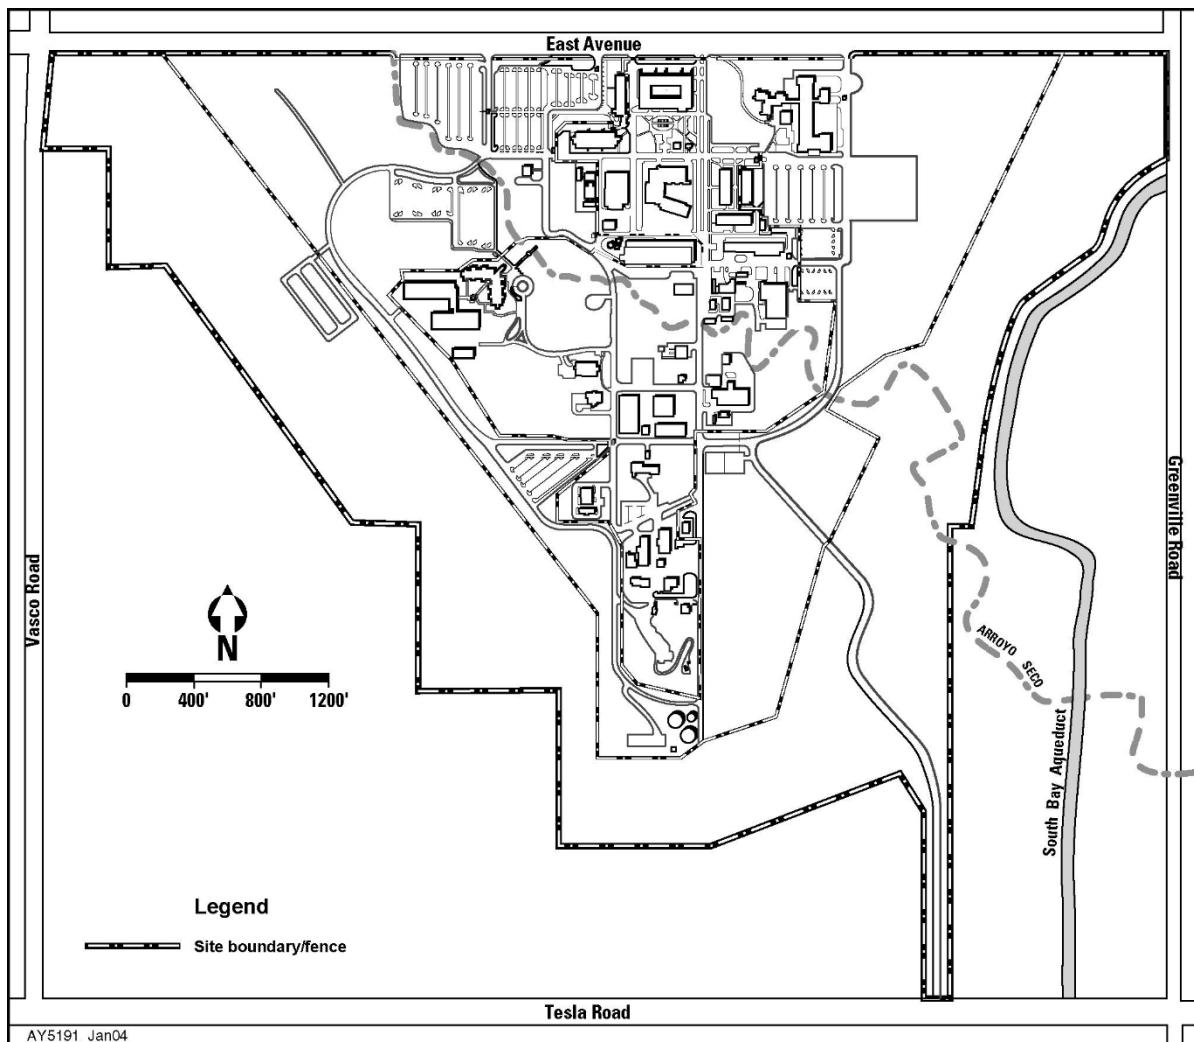 East Avenue
Vasco Road
Greenville Road
N
0 400' 800' 1200'
ARROYO SECO
South Bay Aqueduct
Legend
Site boundary/fence
Tesla Road
AY5191 Jan04